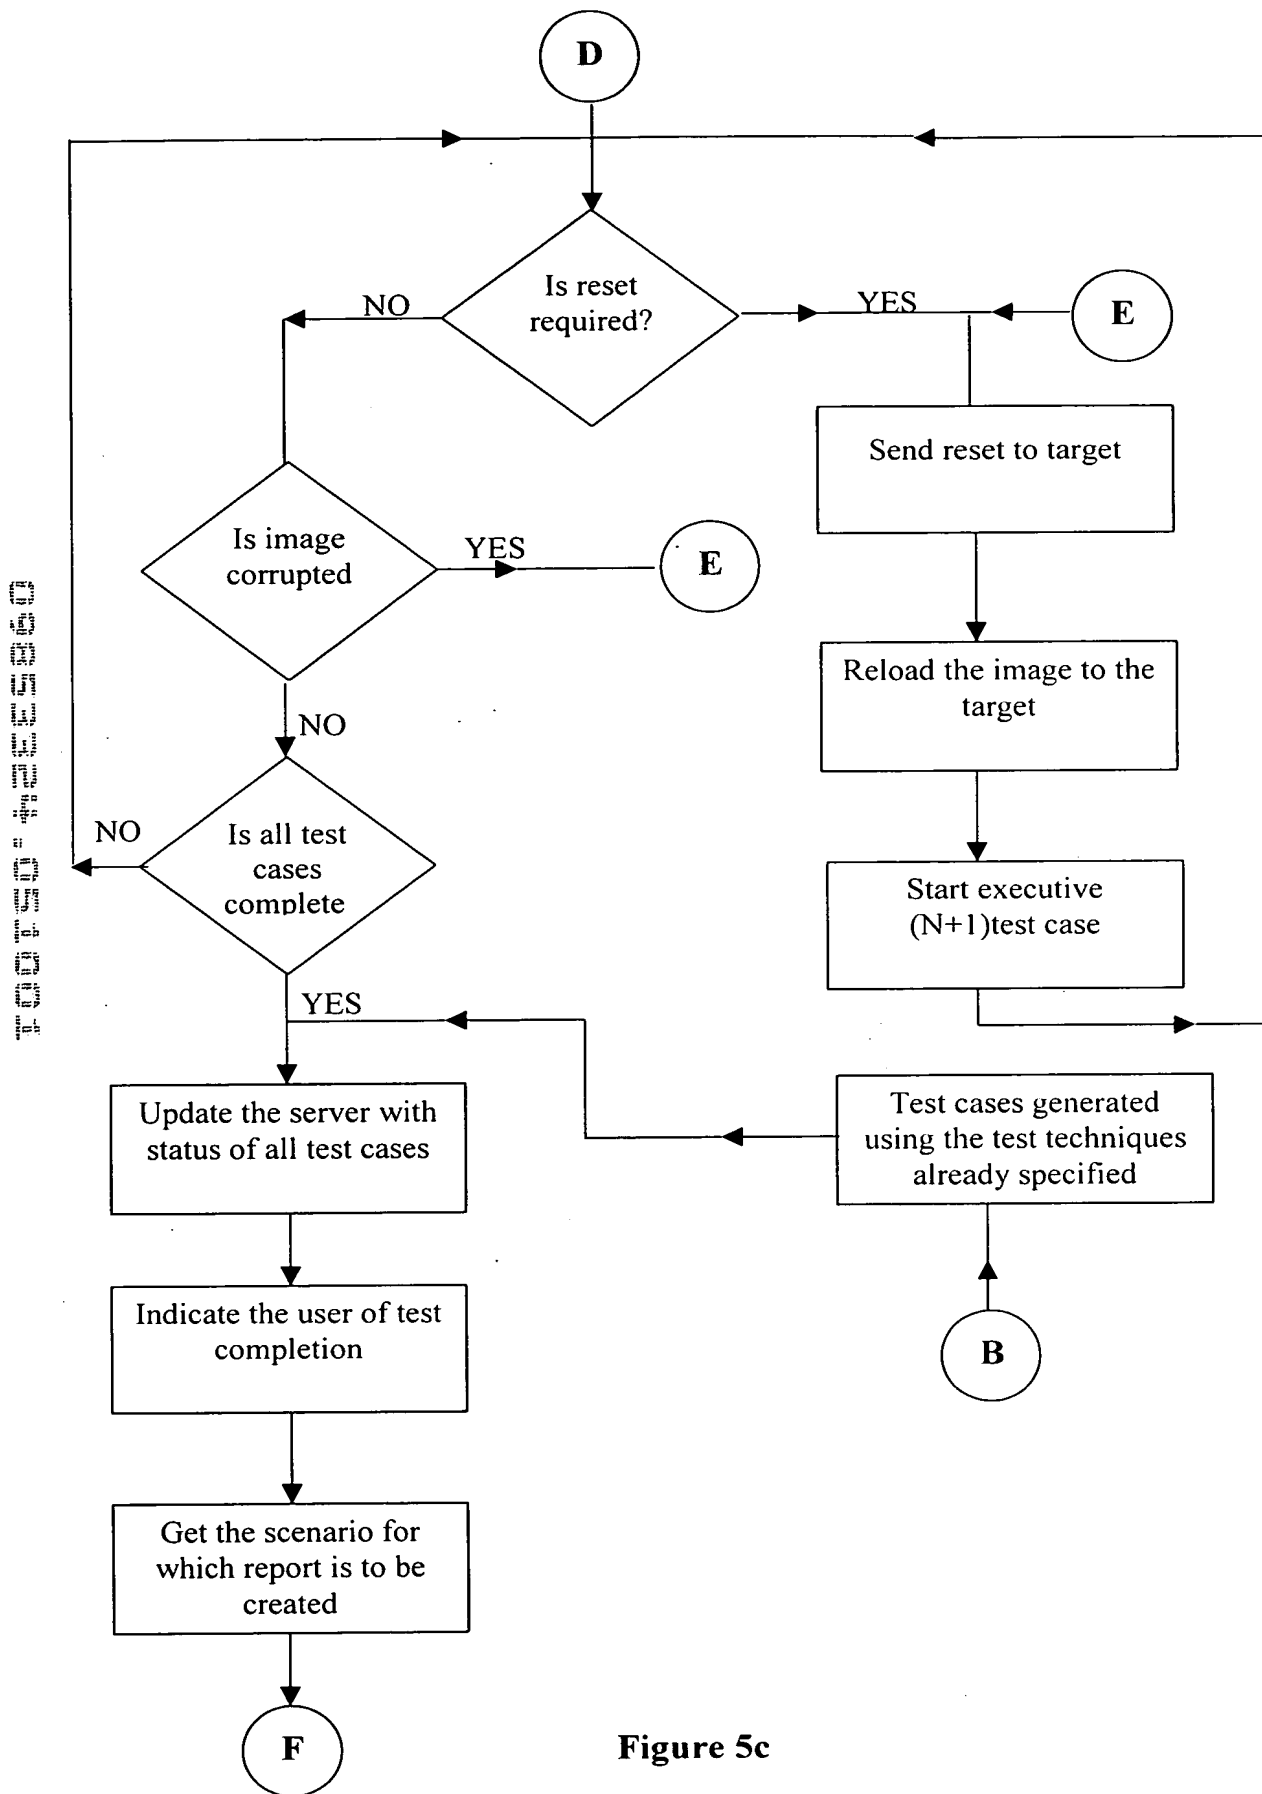 D
Is reset
required?
NO
YES
E
Send reset to target
Is image
corrupted
YES
E
Reload the image to the
target
NO
Is all test
cases
complete
NO
Start executive
(N+1)test case
YES
Update the server with
status of all test cases
Test cases generated
using the test techniques
already specified
Indicate the user of test
completion
B
Get the scenario for
which report is to be
created
F
Figure 5c